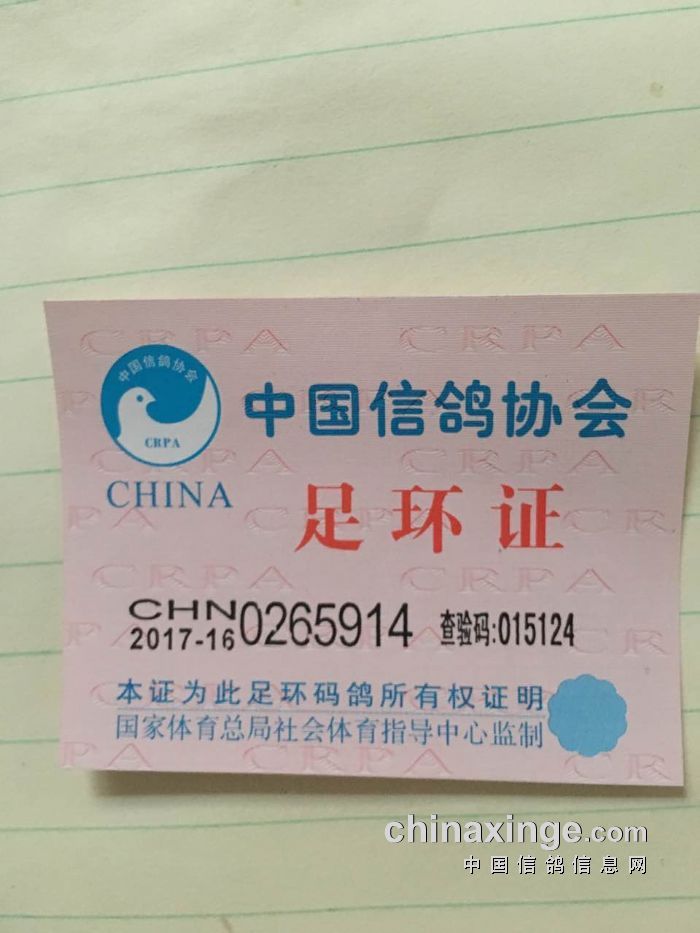 中国信鸽协会
CRPA
CHINA
中国信鸽协会
足环证
CHN
2017-16
0265914
查验码:015124
本证为此足环码鸽所有权证明
国家体育总局社会体育指导中心监制
chinaxinge.com
中国信鸽信息网